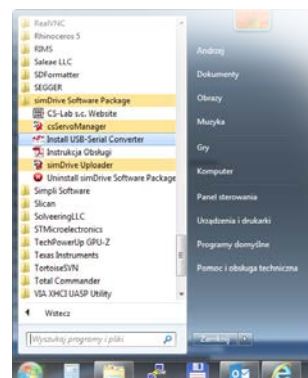 RealVNC
Rhinoceros 5
RIMS
Saleae LLC
SDFormatter
SEGGER
simDrive Software Package
CS-Lab s.c. Website
csServoManager
Install USB-Serial Converter
Instrukcja Obsługi
simDrive Uploader
Uninstall simDrive Software Package
Simpli Software
Slican
SolveeringLLC
STMicroelectronics
TechPowerUp GPU-Z
Texas Instruments
TortoiseSVN
Total Commander
VIA XHCI UASP Utility
Wstecz
Wyszukaj programy i pliki
Andrzej
Dokumenty
Obrazy
Muzyka
Gry
Komputer
Panel sterowania
Urządzenia i drukarki
Programy domyślne
Pomoc i obsługa techniczna
Zamknij